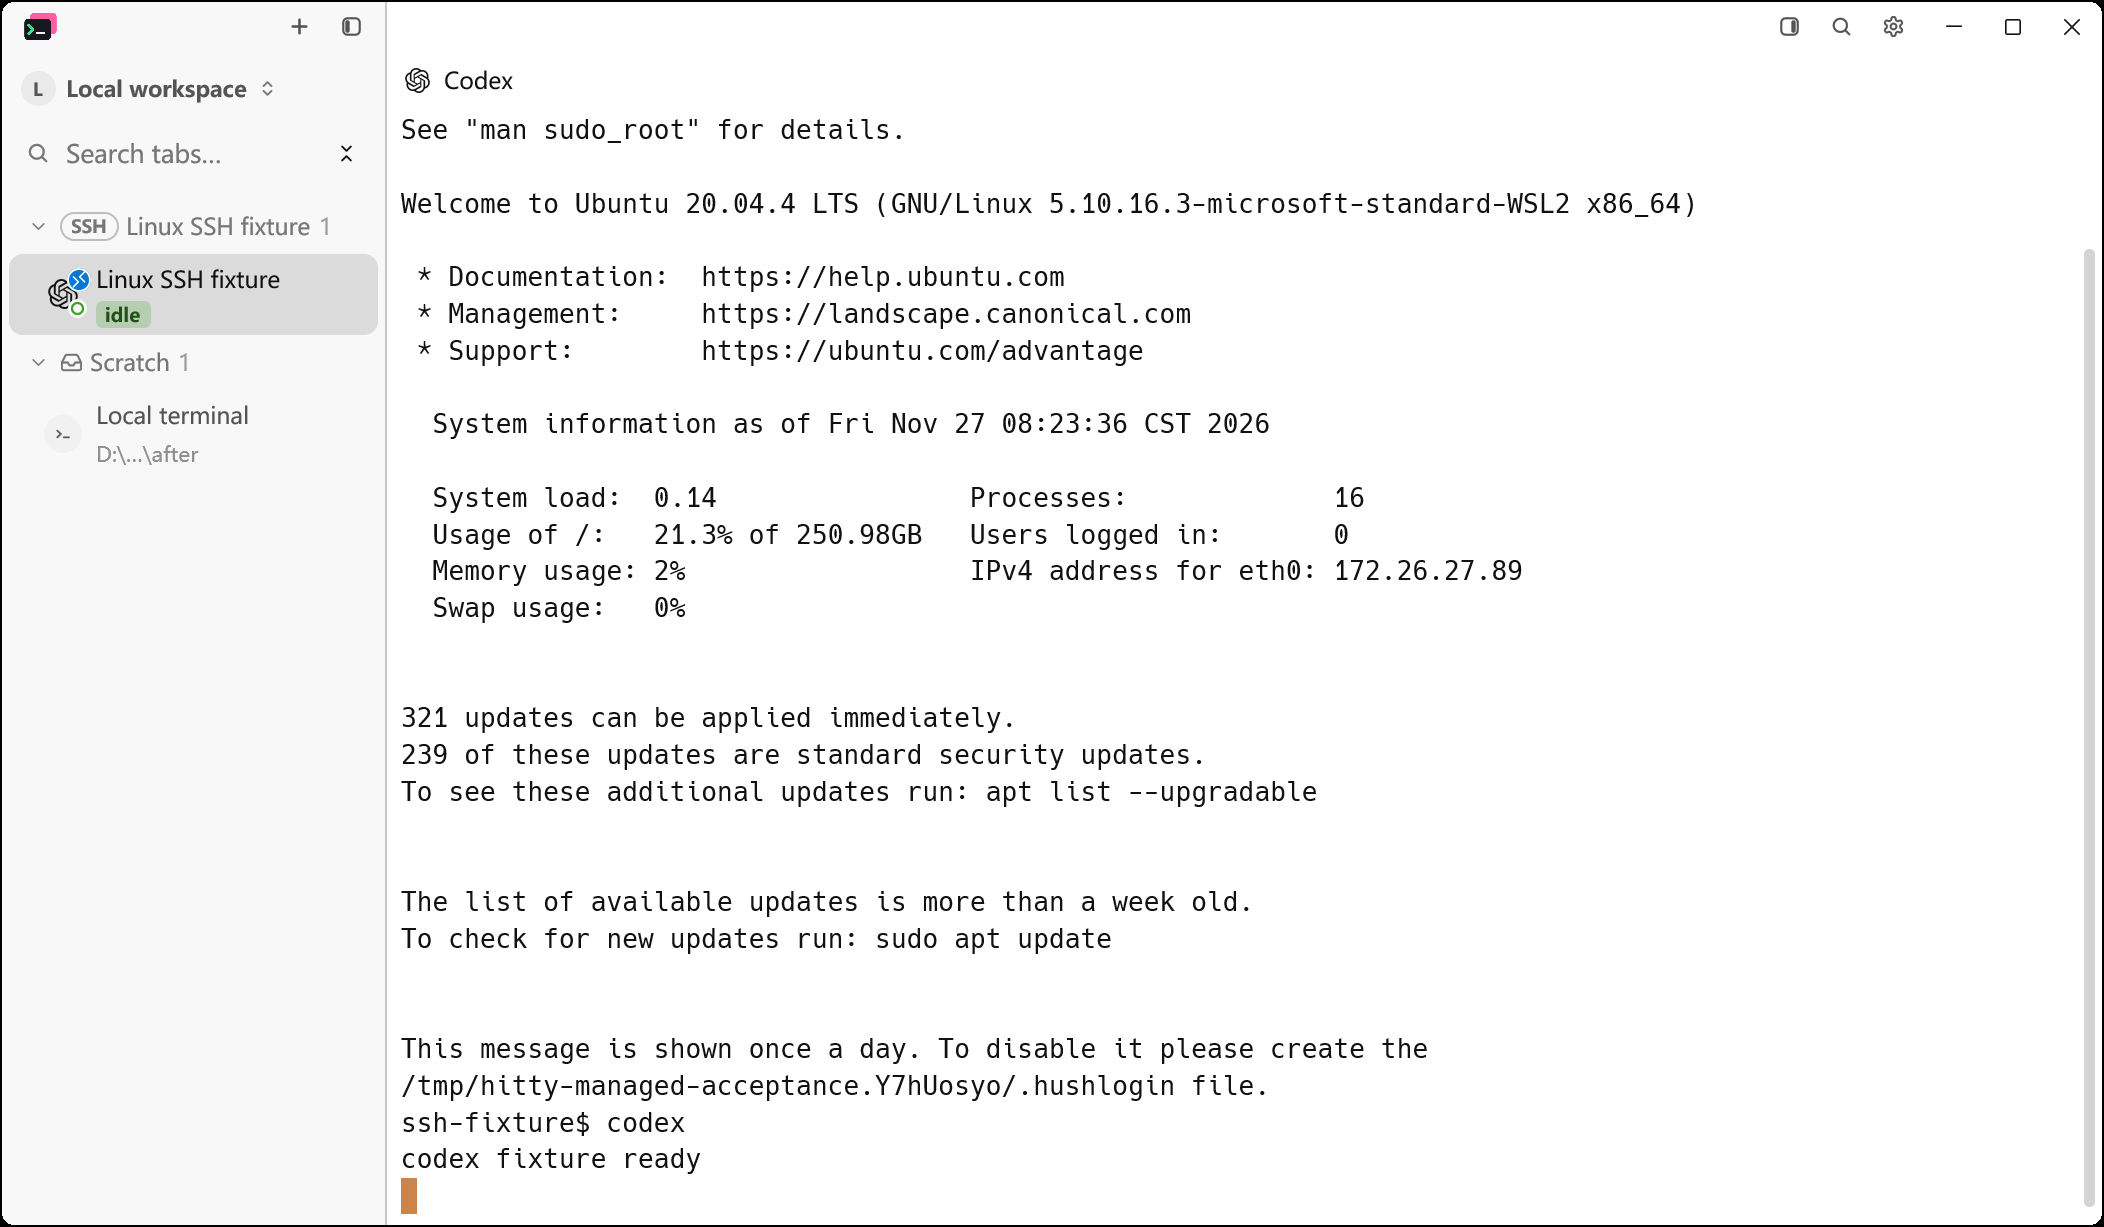 L Local workspace
Search tabs...
SSH Linux SSH fixture 1
Linux SSH fixture
idle
Scratch 1
Local terminal
D:\...\after
Codex
See "man sudo_root" for details.
Welcome to Ubuntu 20.04.4 LTS (GNU/Linux 5.10.16.3-microsoft-standard-WSL2 x86_64)
* Documentation:  https://help.ubuntu.com
* Management:     https://landscape.canonical.com
* Support:        https://ubuntu.com/advantage
System information as of Fri Nov 27 08:23:36 CST 2026
System load:  0.14                Processes:             16
Usage of /:   21.3% of 250.98GB   Users logged in:       0
Memory usage: 2%                  IPv4 address for eth0: 172.26.27.89
Swap usage:   0%
321 updates can be applied immediately.
239 of these updates are standard security updates.
To see these additional updates run: apt list --upgradable
The list of available updates is more than a week old.
To check for new updates run: sudo apt update
This message is shown once a day. To disable it please create the
/tmp/hitty-managed-acceptance.Y7hUosyo/.hushlogin file.
ssh-fixture$ codex
codex fixture ready